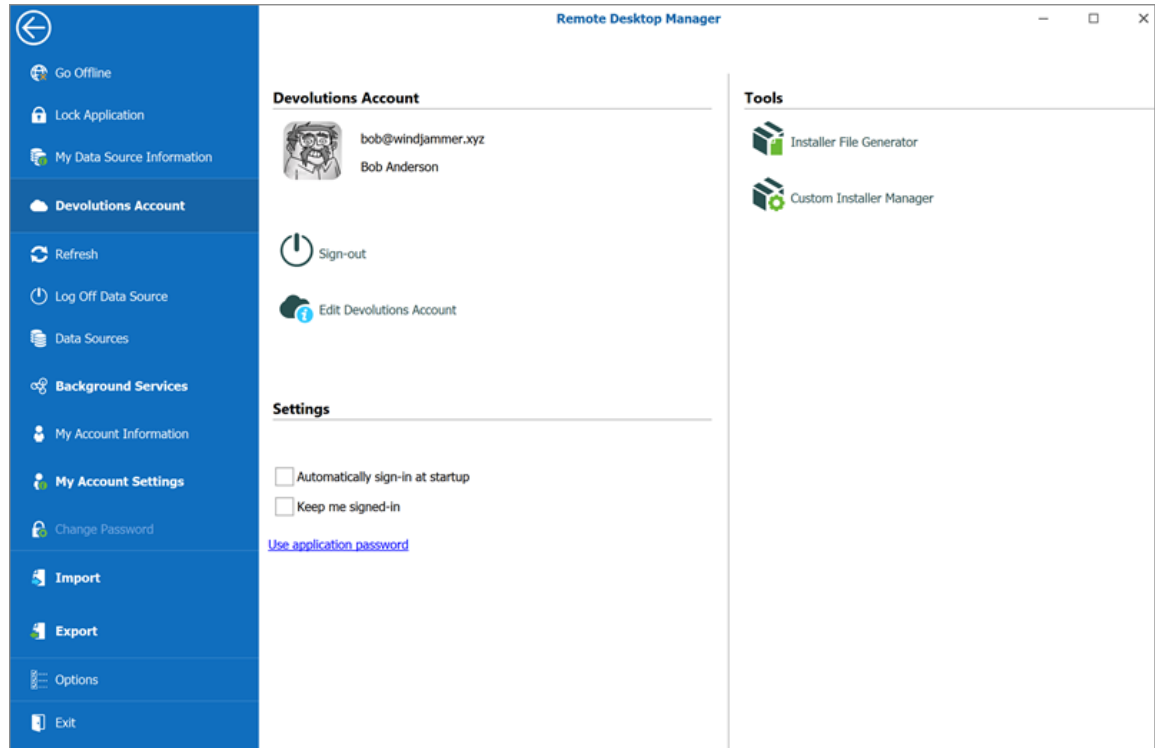 Remote Desktop Manager
Go Offline
Lock Application
My Data Source Information
Devolutions Account
Refresh
Log Off Data Source
Data Sources
Background Services
My Account Information
My Account Settings
Change Password
Import
Export
Options
Exit
Devolutions Account
bob@windjammer.xyz
Bob Anderson
Sign-out
Edit Devolutions Account
Settings
Automatically sign-in at startup
Keep me signed-in
Use application password
Tools
Installer File Generator
Custom Installer Manager